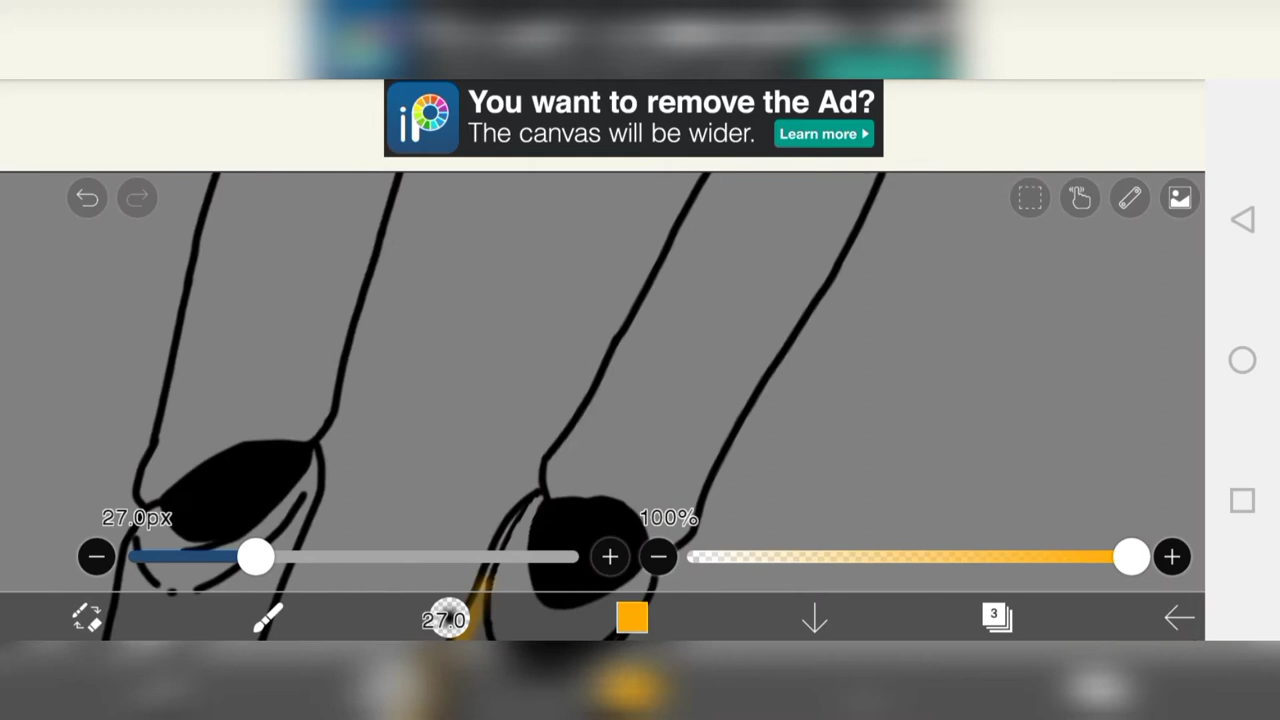 iP
You want to remove the Ad?
The canvas will be wider.
Learn more
27.0px
100%
27.0
3